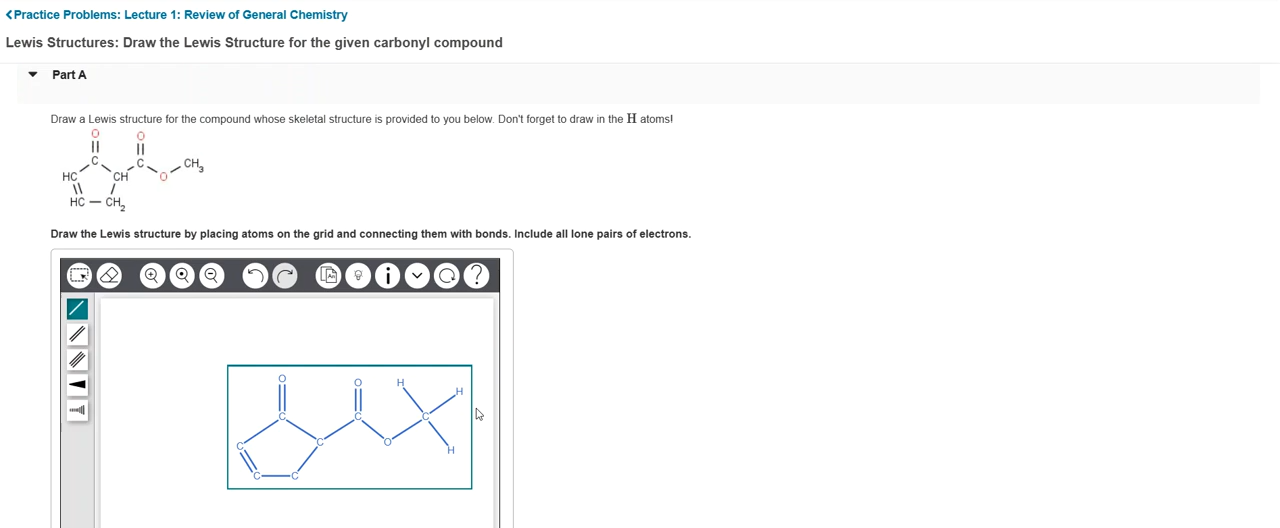 <Practice Problems: Lecture 1: Review of General Chemistry
Lewis Structures: Draw the Lewis Structure for the given carbonyl compound
Part A
Draw a Lewis structure for the compound whose skeletal structure is provided to you below. Don't forget to draw in the H atoms!
O O
C C CH3
HC CH O
HC — CH2
Draw the Lewis structure by placing atoms on the grid and connecting them with bonds. Include all lone pairs of electrons.
An i ?
O O H H
C C C
C C O H
C C